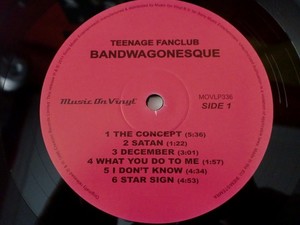 TEENAGE FANCLUB
BANDWAGONESQUE
Music On Vinyl
MOVLP336
SIDE 1
1 THE CONCEPT (5:36)
2 SATAN (1:22)
3 DECEMBER (3:01)
4 WHAT YOU DO TO ME (1:57)
5 I DON'T KNOW (4:34)
6 STAR SIGN (4:53)